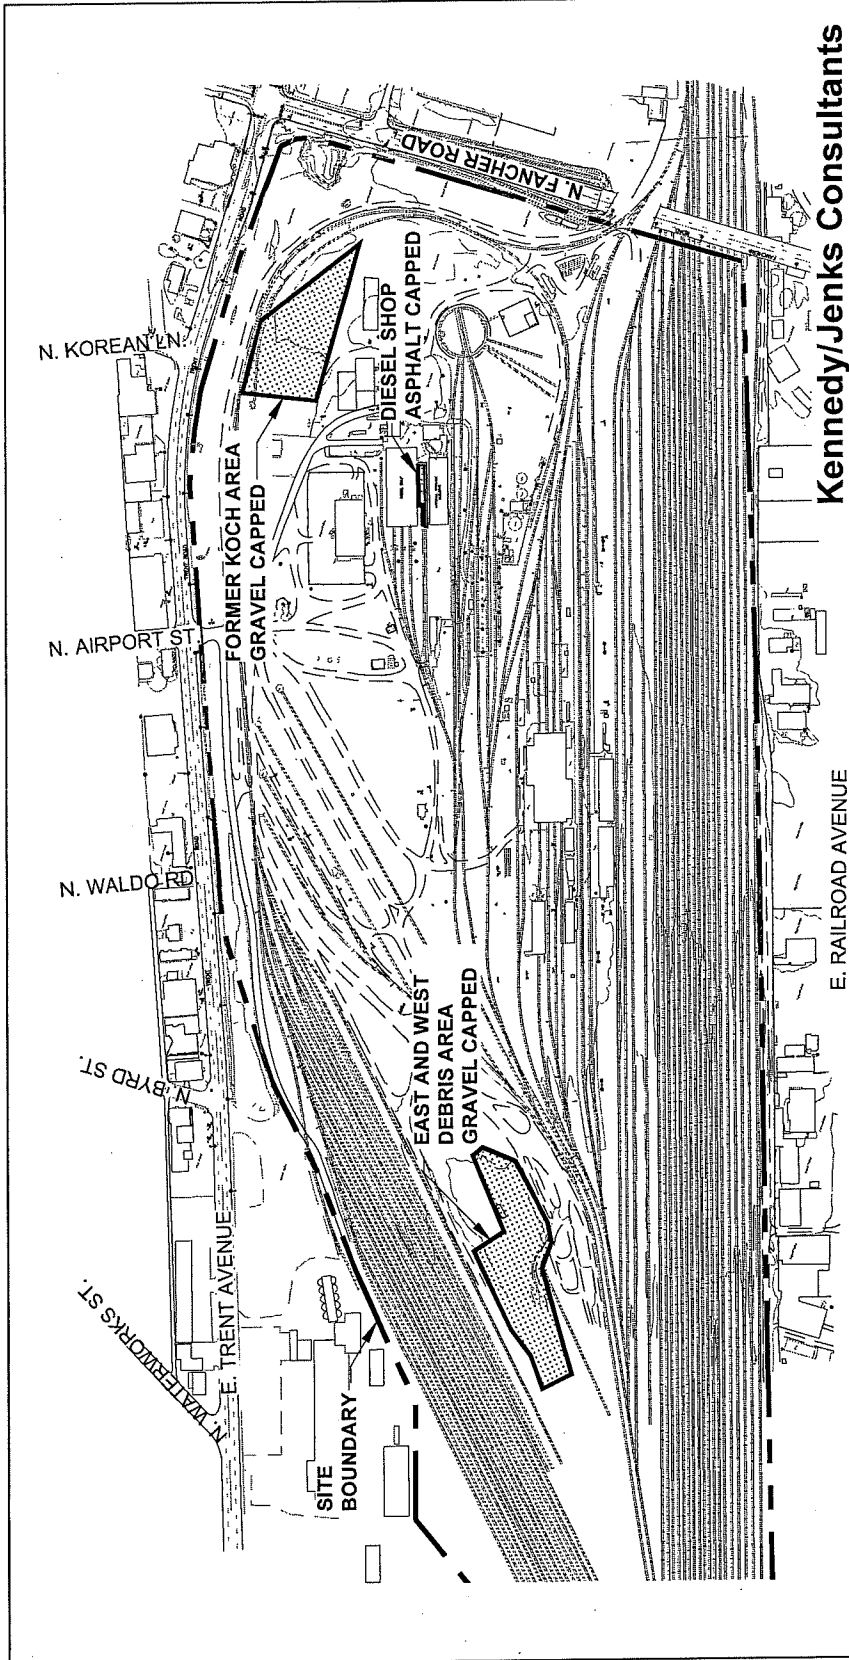 N. WATERWORKS ST.
N. BYRD ST.
N. WALDO RD
N. AIRPORT ST.
N. KOREAN LN.
E. TRENT AVENUE
N. FANCHER ROAD
SITE
BOUNDARY
EAST AND WEST
DEBRIS AREA
GRAVEL CAPPED
FORMER KOCH AREA
GRAVEL CAPPED
DIESEL SHOP
ASPHALT CAPPED
E. RAILROAD AVENUE
Kennedy/Jenks Consultants